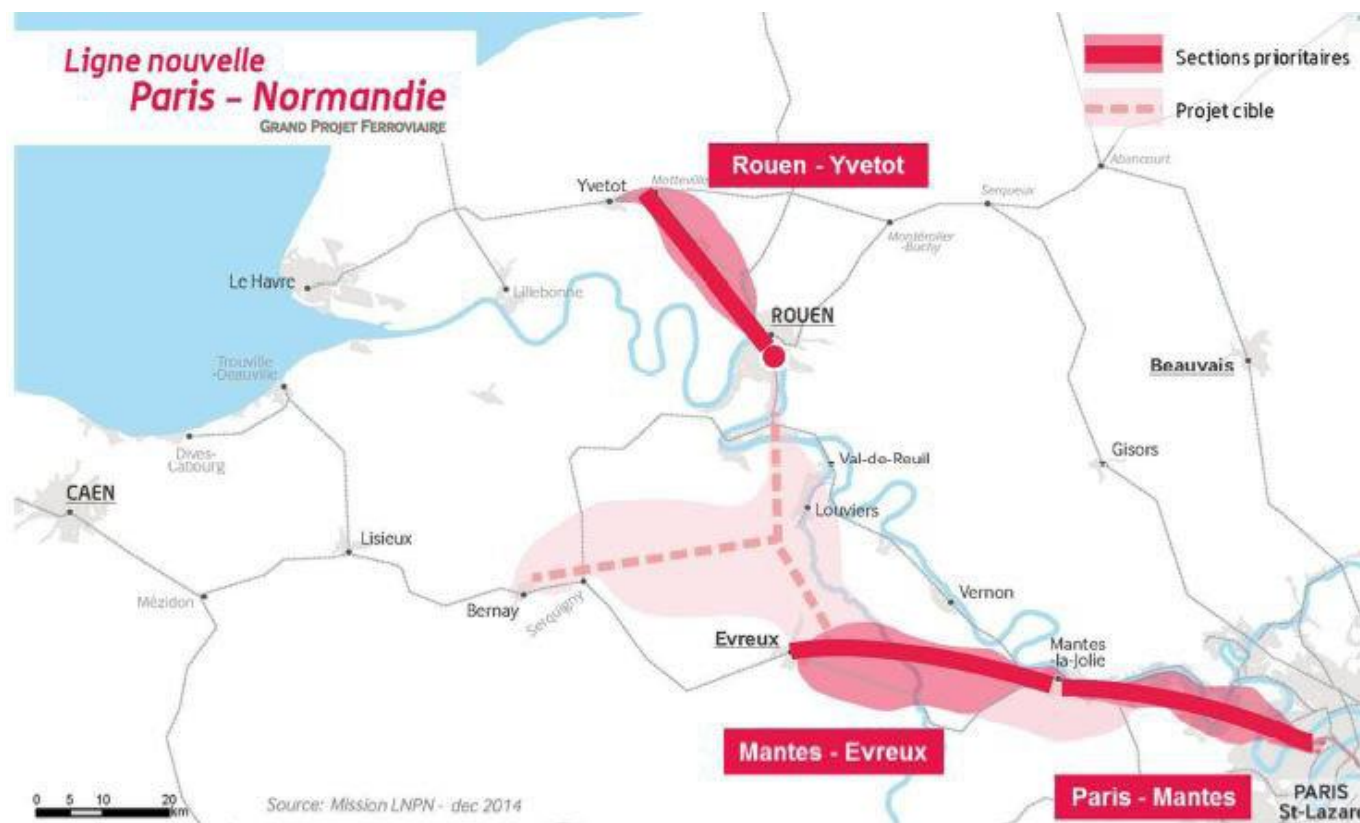 Ligne nouvelle
Paris - Normandie
GRAND PROJET FERROVIAIRE
Sections prioritaires
Projet cible
Rouen - Yvetot
Abancourt
Yvetot
Motteville
Serqueux
Montérolier
-Buchy
Le Havre
Lillebonne
ROUEN
Beauvais
Trouville
-Deauville
Dives-
Cabourg
Val-de-Reuil
Gisors
CAEN
Louviers
Lisieux
Mézidon
Bernay
Serquigny
Vernon
Evreux
Mantes
-la-Jolie
Mantes - Evreux
Paris - Mantes
PARIS
St-Lazare
0 5 10 20
km
Source: Mission LNPN - dec 2014